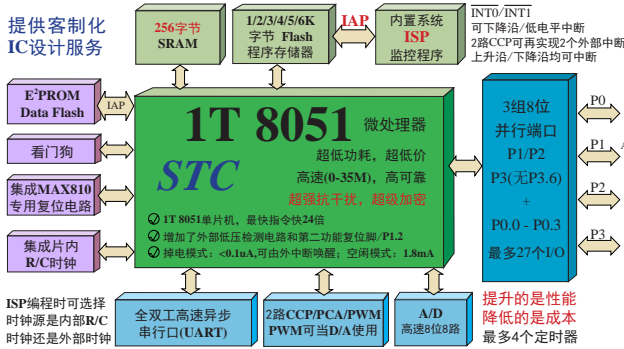 提供客制化
IC设计服务
256字节
SRAM
1/2/3/4/5/6K
字节 Flash
程序存储器
IAP
内置系统
ISP
监控程序
INT0/INT1
可下降沿/低电平中断
2路CCP可再实现2个外部中断
上升沿/下降沿均可中断
E²PROM
Data Flash
IAP
看门狗
集成MAX810
专用复位电路
集成片内
R/C时钟
1T 8051 微处理器
STC
超低功耗，超低价
高速(0-35M)，高可靠
超强抗干扰，超级加密
1T 8051单片机，最快指令快24倍
增加了外部低压检测电路和第二功能复位脚/P1.2
掉电模式：<0.1uA,可由外中断唤醒；空闲模式：1.8mA
3组8位
并行端口
P1/P2
P3(无P3.6)
+
P0.0 - P0.3
最多27个I/O
P0
P1
A
P2
P3
ISP编程时可选择
时钟源是内部R/C
时钟还是外部时钟
全双工高速异步
串行口(UART)
2路CCP/PCA/PWM
PWM可当D/A使用
A/D
高速8位8路
提升的是性能
降低的是成本
最多4个定时器